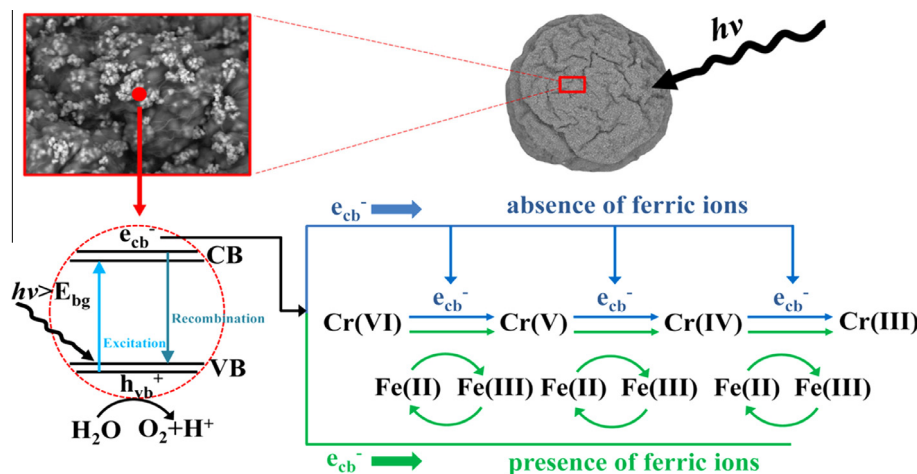 hν
e_cb^- absence of ferric ions
e_cb^-
CB
hν>E_bg
Recombination
Excitation
VB
h_vb^+
H₂O O₂+H⁺
e_cb^- e_cb^- e_cb^-
Cr(VI) Cr(V) Cr(IV) Cr(III)
Fe(II) Fe(III) Fe(II) Fe(III) Fe(II) Fe(III)
e_cb^- presence of ferric ions